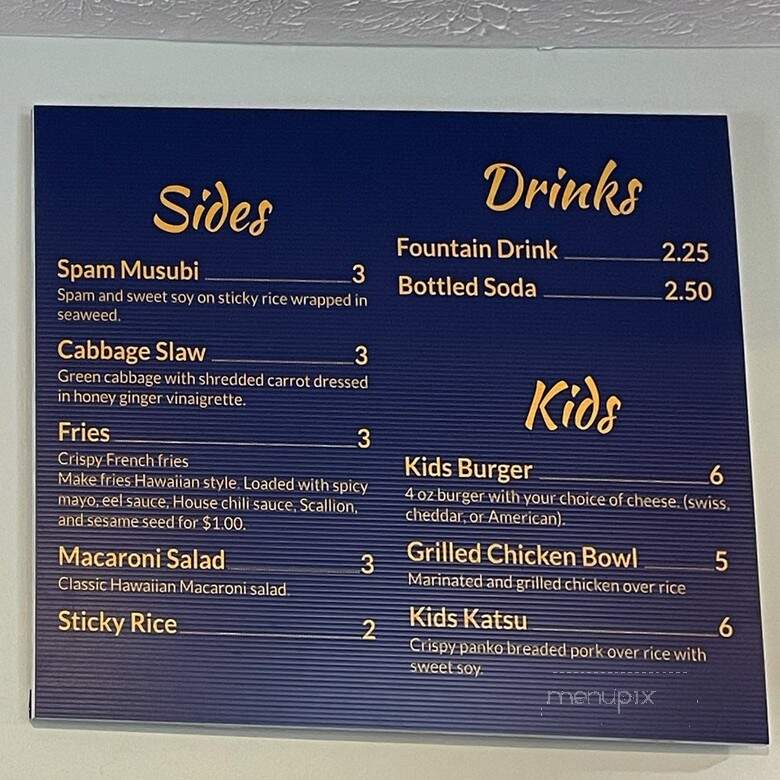 Sides
Spam Musubi 3
Spam and sweet soy on sticky rice wrapped in
seaweed.
Cabbage Slaw 3
Green cabbage with shredded carrot dressed
in honey ginger vinaigrette.
Fries 3
Crispy French fries
Make fries Hawaiian style. Loaded with spicy
mayo, eel sauce, House chili sauce, Scallion,
and sesame seed for $1.00.
Macaroni Salad 3
Classic Hawaiian Macaroni salad.
Sticky Rice 2
Drinks
Fountain Drink 2.25
Bottled Soda 2.50
Kids
Kids Burger 6
4 oz burger with your choice of cheese. (swiss,
cheddar, or American).
Grilled Chicken Bowl 5
Marinated and grilled chicken over rice
Kids Katsu 6
Crispy panko breaded pork over rice with
sweet soy.
menupix